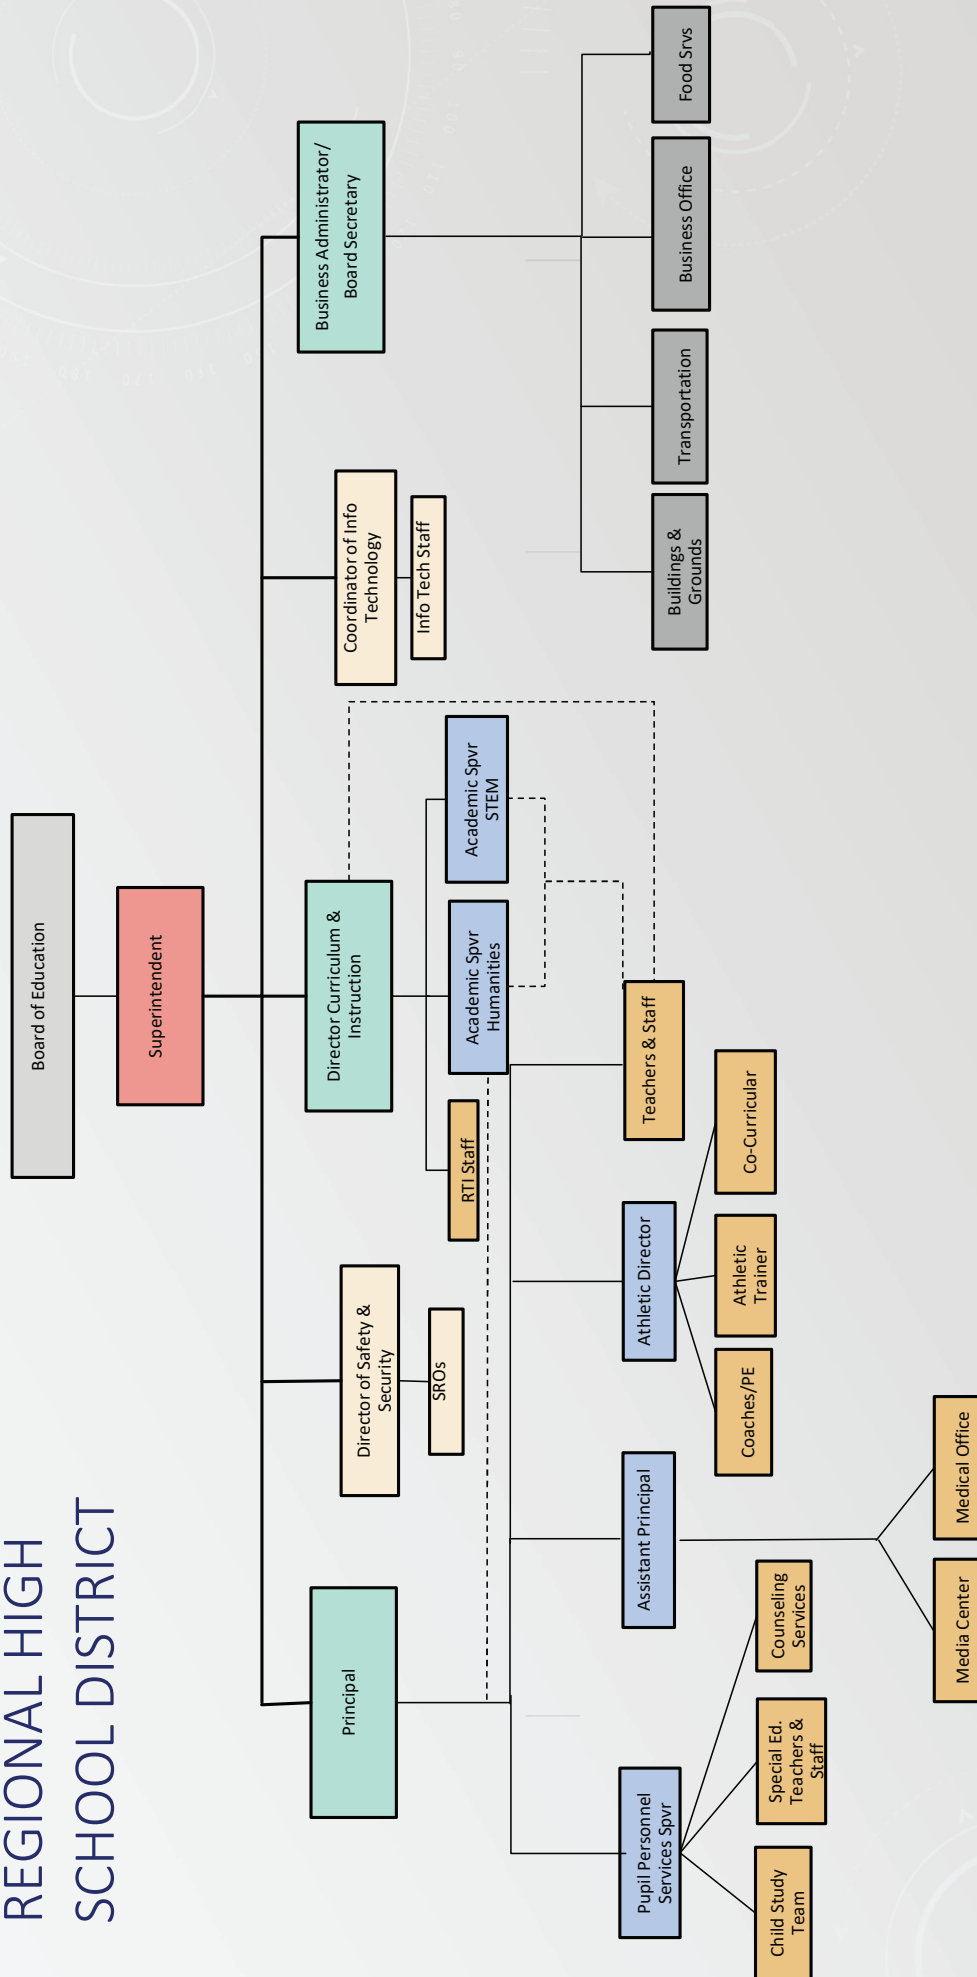 REGIONAL HIGH
SCHOOL DISTRICT
Board of Education
Superintendent
Principal
Director of Safety &
Security
SROs
Director Curriculum &
Instruction
RTI Staff
Academic Spvr
Humanities
Academic Spvr
STEM
Coordinator of Info
Technology
Info Tech Staff
Business Administrator/
Board Secretary
Pupil Personnel
Services Spvr
Assistant Principal
Athletic Director
Teachers & Staff
Buildings &
Grounds
Transportation
Business Office
Food Srvs
Child Study
Team
Special Ed.
Teachers &
Staff
Counseling
Services
Coaches/PE
Athletic
Trainer
Co-Curricular
Media Center
Medical Office